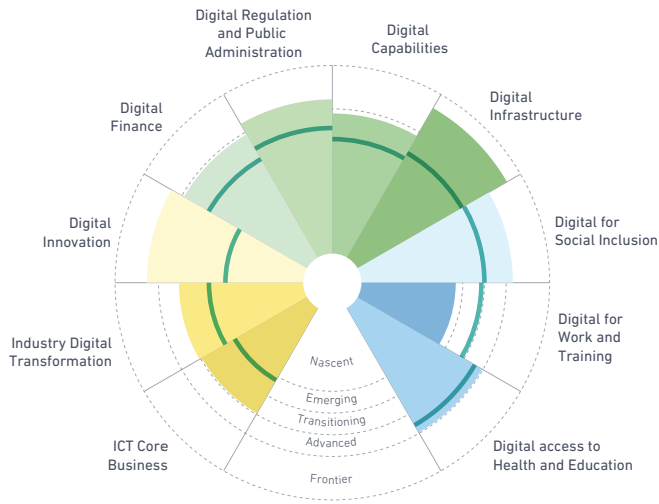 Digital Regulation
and Public
Administration
Digital
Capabilities
Digital
Infrastructure
Digital
Finance
Digital
Innovation
Digital for
Social Inclusion
Industry Digital
Transformation
Digital for
Work and
Training
ICT Core
Business
Digital access to
Health and Education
Nascent
Emerging
Transitioning
Advanced
Frontier